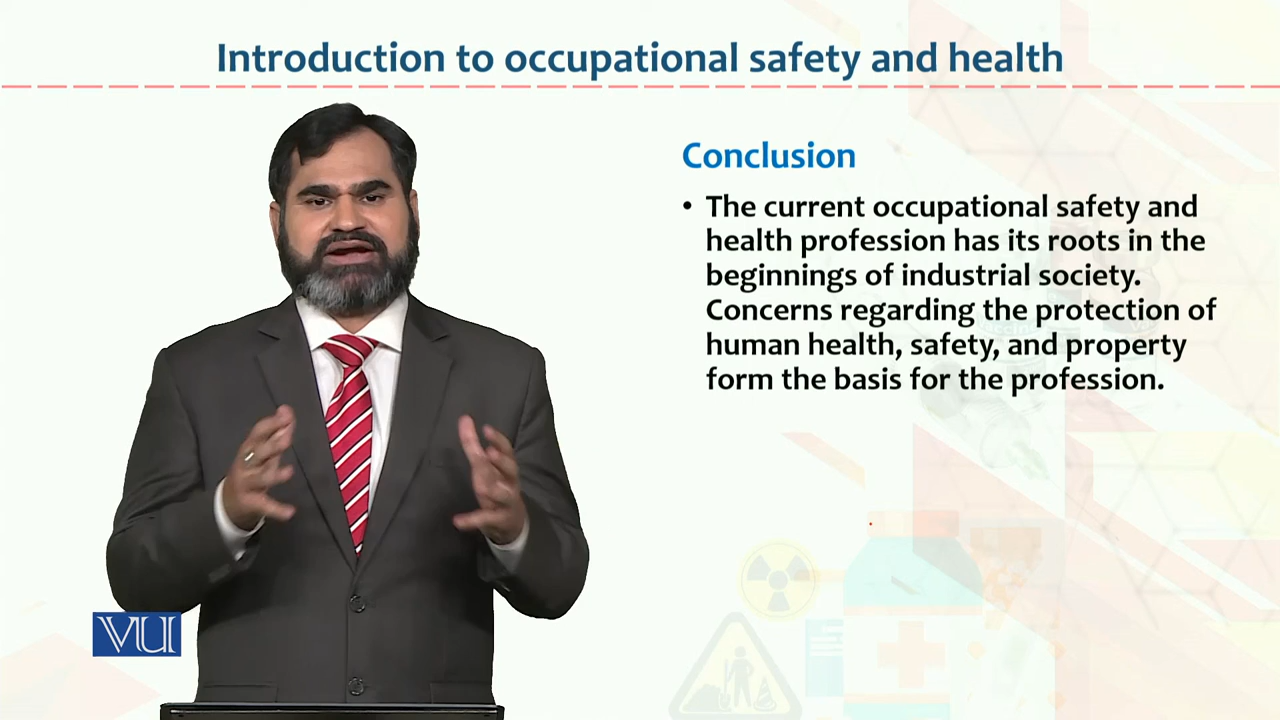 Introduction to occupational safety and health
Conclusion
• The current occupational safety and
health profession has its roots in the
beginnings of industrial society.
Concerns regarding the protection of
human health, safety, and property
form the basis for the profession.
VU